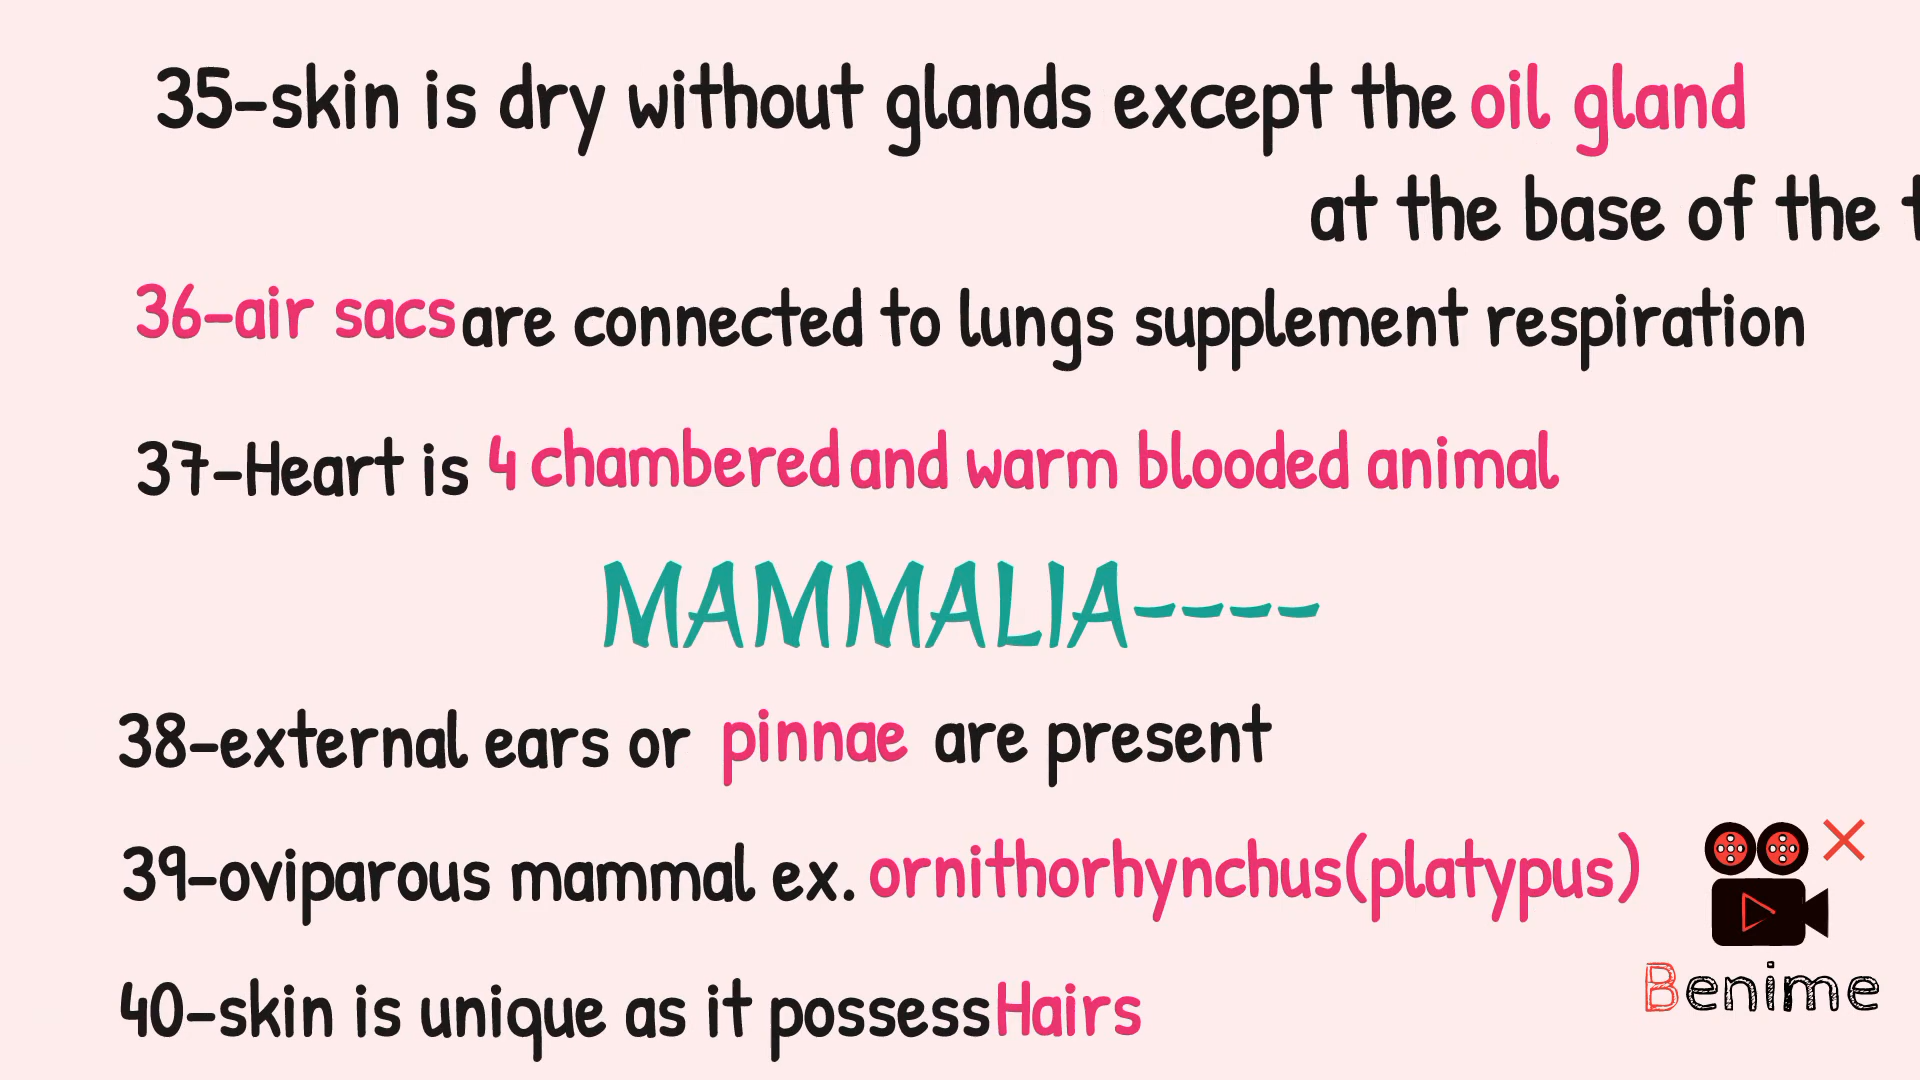 35-skin is dry without glands except the oil gland
at the base of the
36-air sacs are connected to lungs supplement respiration
37-Heart is 4 chambered and warm blooded animal
MAMMALIA----
38-external ears or pinnae are present
39-oviparous mammal ex. ornithorhynchus(platypus)
40-skin is unique as it possess Hairs
Benime